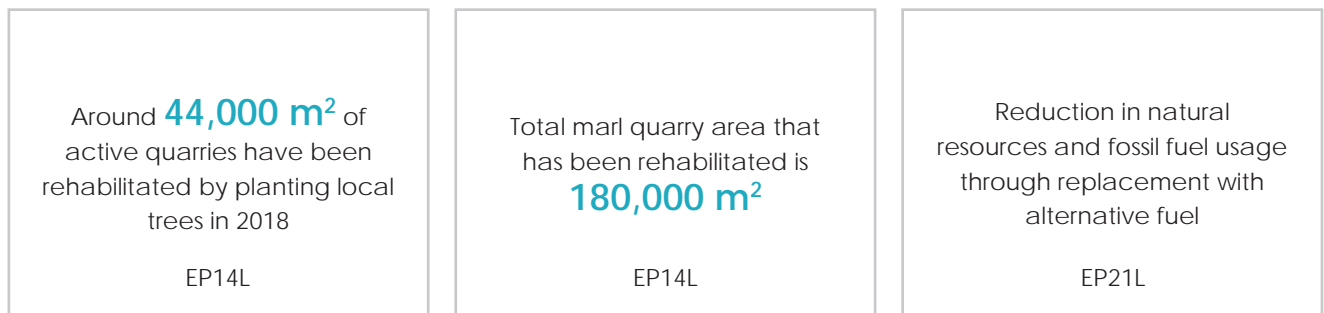 Around 44,000 m² of
active quarries have been
rehabilitated by planting local
trees in 2018
EP14L
Total marl quarry area that
has been rehabilitated is
180,000 m²
EP14L
Reduction in natural
resources and fossil fuel usage
through replacement with
alternative fuel
EP21L